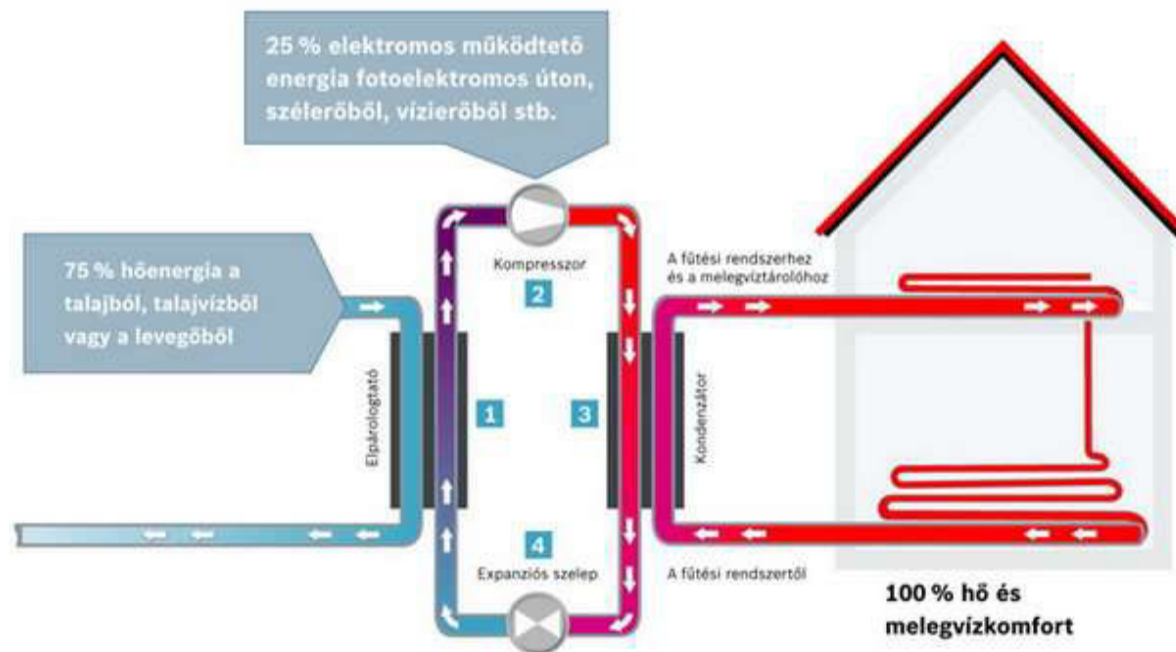 25 % elektromos működtető
energia fotoelektromos úton,
szélerőből, vízierőből stb.
75 % hőenergia a
talajból, talajvízből
vagy a levegőből
Kompresszor
2
A fűtési rendszerhez
és a melegvíztárolóhoz
Elpárologtató
1
3
Kondenzátor
4
Expanziós szelep
A fűtési rendszertől
100 % hő és
melegvízkomfort